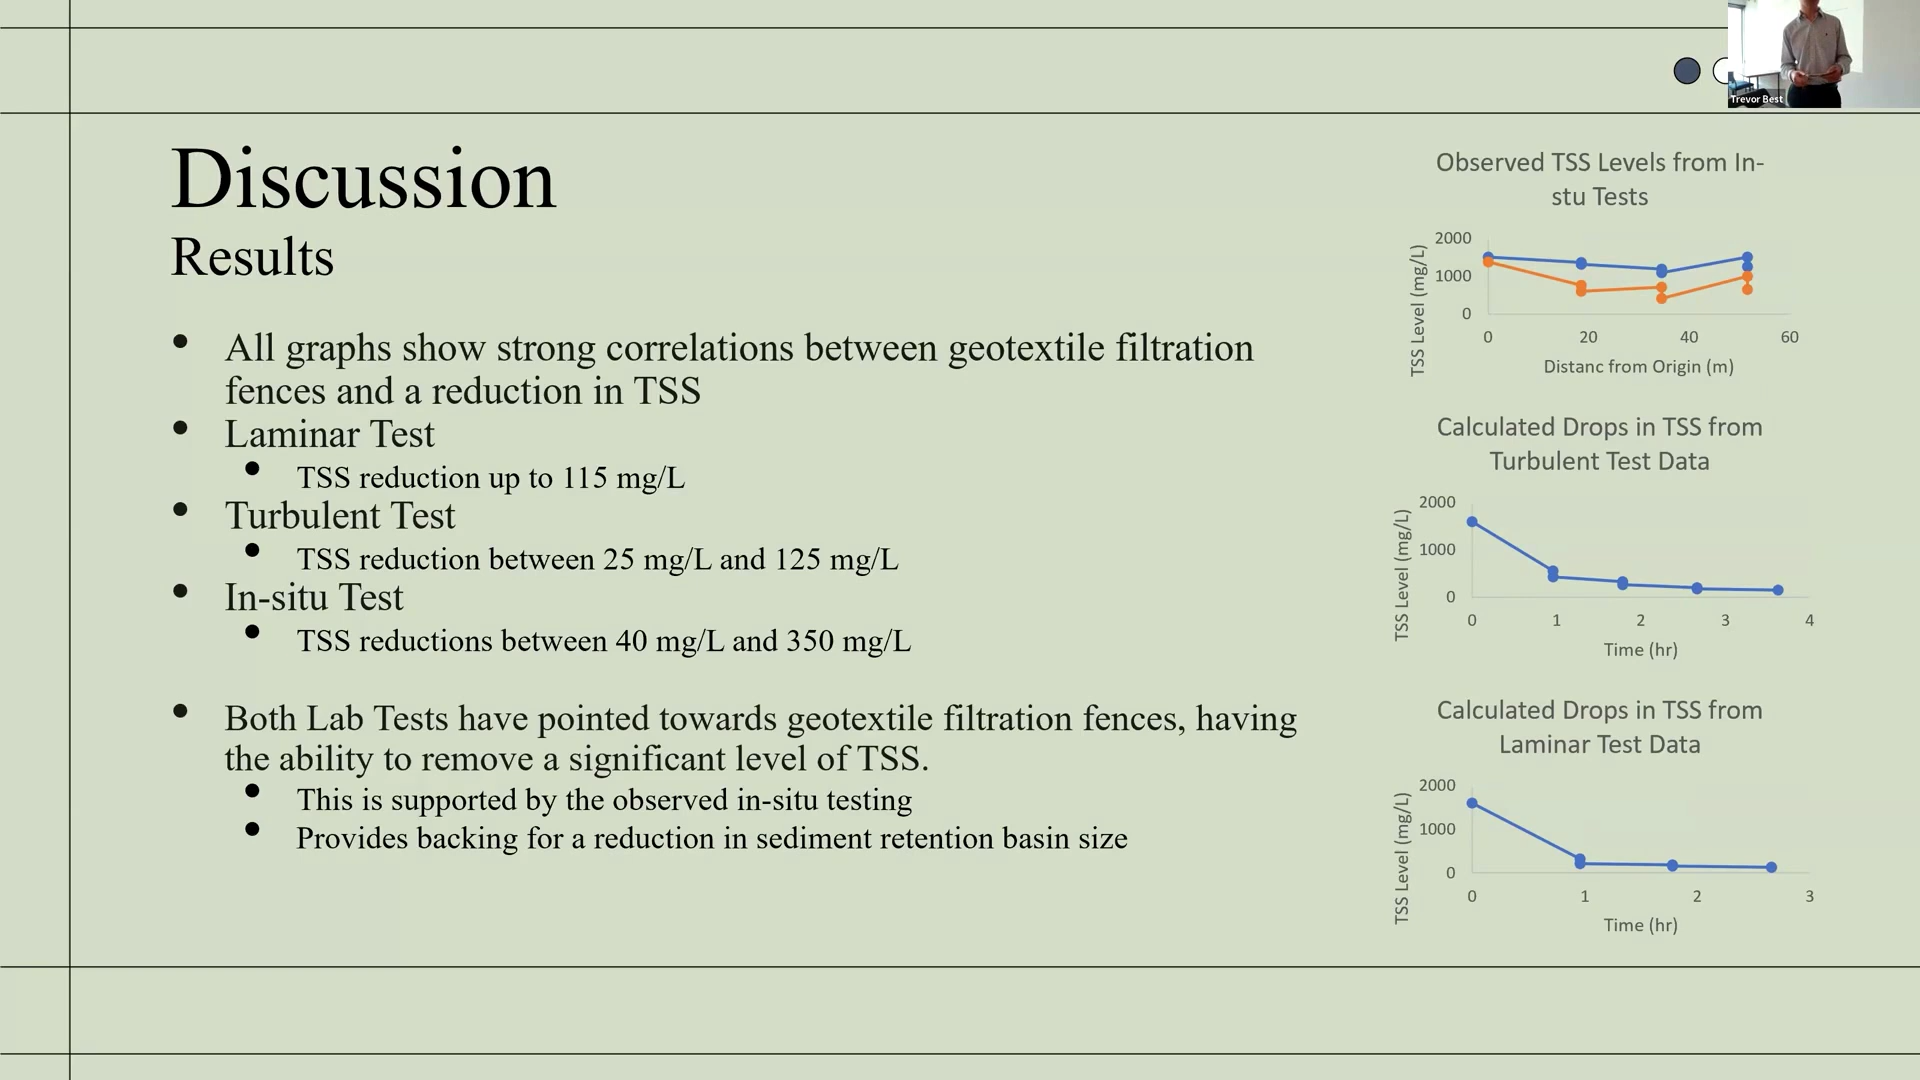 Trevor Best
Discussion
Results
• All graphs show strong correlations between geotextile filtration
fences and a reduction in TSS
• Laminar Test
• TSS reduction up to 115 mg/L
• Turbulent Test
• TSS reduction between 25 mg/L and 125 mg/L
• In-situ Test
• TSS reductions between 40 mg/L and 350 mg/L
• Both Lab Tests have pointed towards geotextile filtration fences, having
the ability to remove a significant level of TSS.
• This is supported by the observed in-situ testing
• Provides backing for a reduction in sediment retention basin size
Observed TSS Levels from In-
stu Tests
TSS Level (mg/L)
2000
1000
0
0 20 40 60
Distanc from Origin (m)
Calculated Drops in TSS from
Turbulent Test Data
TSS Level (mg/L)
2000
1000
0
0 1 2 3 4
Time (hr)
Calculated Drops in TSS from
Laminar Test Data
TSS Level (mg/L)
2000
1000
0
0 1 2 3
Time (hr)